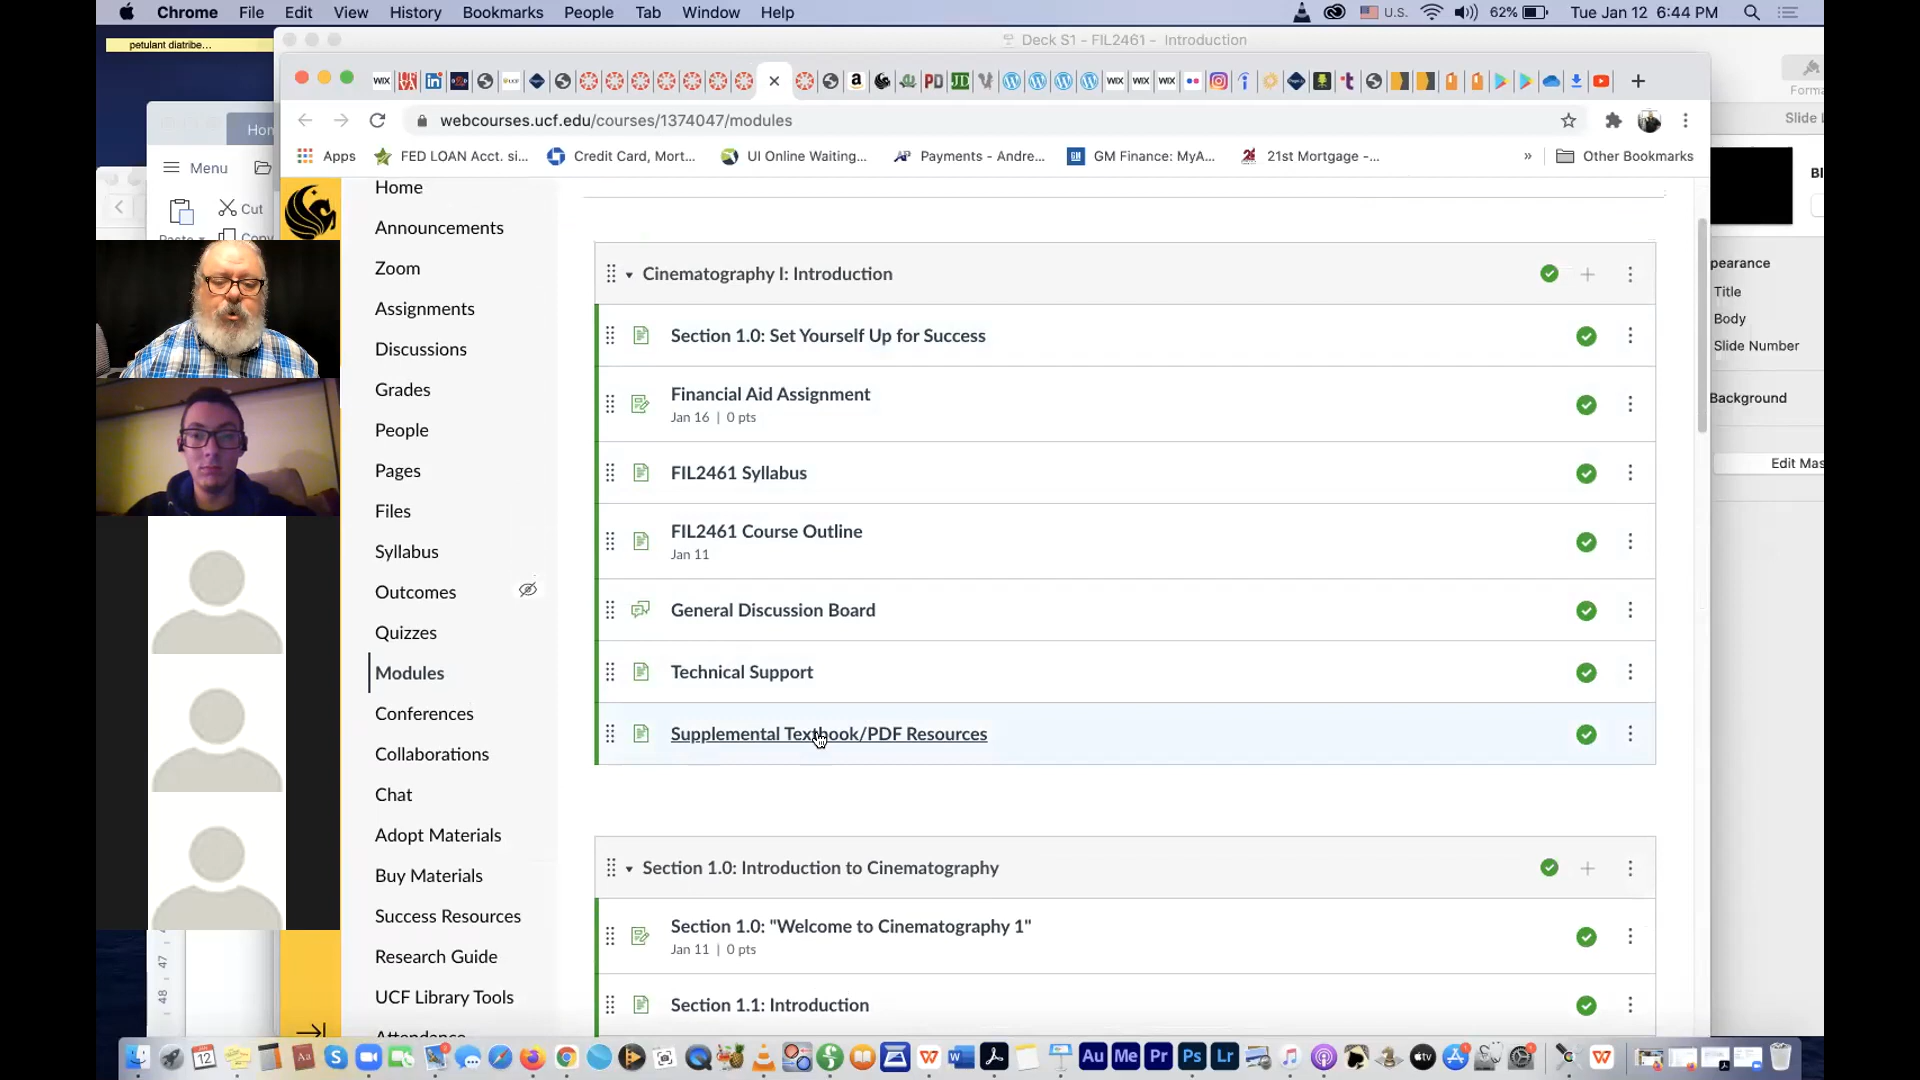 Chrome File Edit View History Bookmarks People Tab Window Help
U.S. 62% Tue Jan 12 6:44 PM
petulant diatribe...
Deck S1 - FIL2461 - Introduction
webcourses.ucf.edu/courses/1374047/modules
Apps FED LOAN Acct. si... Credit Card, Mort... UI Online Waiting... Payments - Andre... GM Finance: MyA... 21st Mortgage -... » Other Bookmarks
Menu
Cut
Copy
Home
Announcements
Zoom
Assignments
Discussions
Grades
People
Pages
Files
Syllabus
Outcomes
Quizzes
Modules
Conferences
Collaborations
Chat
Adopt Materials
Buy Materials
Success Resources
Research Guide
UCF Library Tools
Cinematography I: Introduction
Section 1.0: Set Yourself Up for Success
Financial Aid Assignment
Jan 16 | 0 pts
FIL2461 Syllabus
FIL2461 Course Outline
Jan 11
General Discussion Board
Technical Support
Supplemental Textbook/PDF Resources
Section 1.0: Introduction to Cinematography
Section 1.0: "Welcome to Cinematography 1"
Jan 11 | 0 pts
Section 1.1: Introduction
Title
Body
Slide Number
Background
47
48